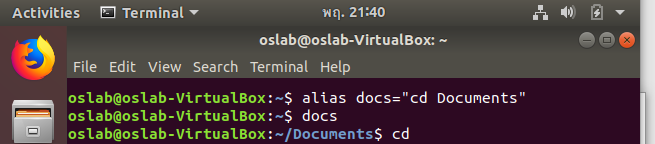 Activities Terminal พฤ. 21:40
oslab@oslab-VirtualBox: ~
File Edit View Search Terminal Help
oslab@oslab-VirtualBox:~$ alias docs="cd Documents"
oslab@oslab-VirtualBox:~$ docs
oslab@oslab-VirtualBox:~/Documents$ cd